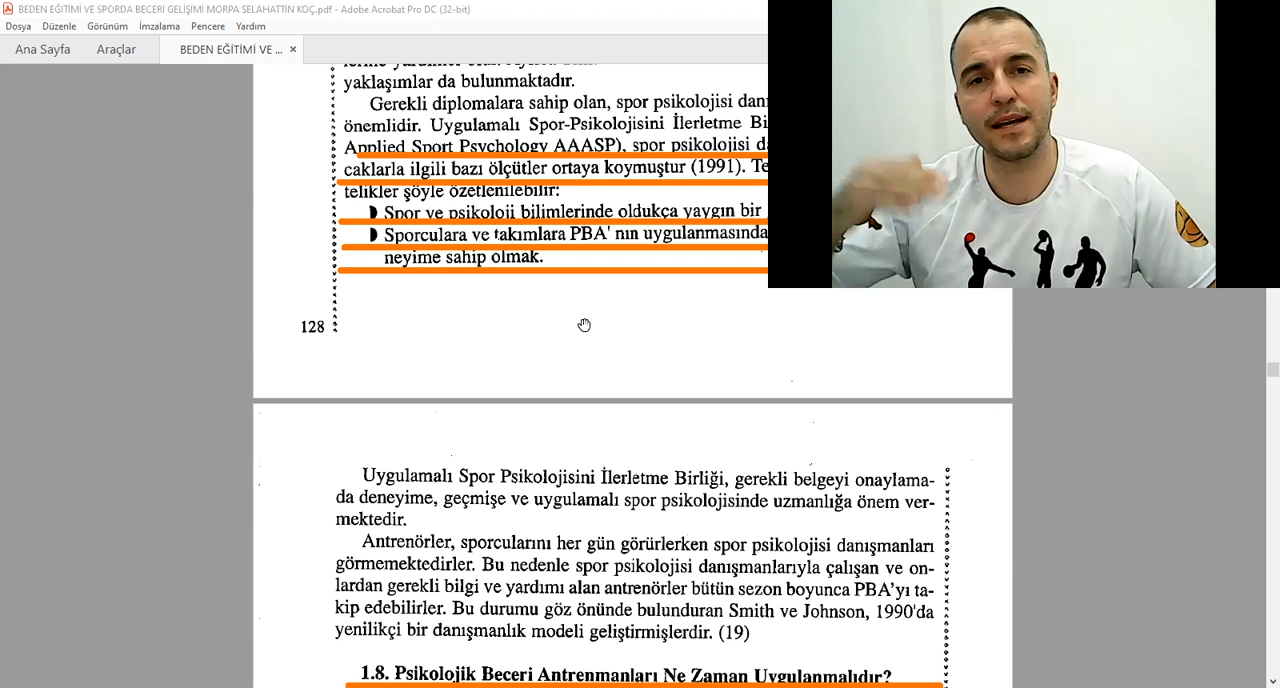 BEDEN EĞİTİMİ VE SPORDA BECERİ GELİŞİMİ MORPA SELAHATTIN KOÇ.pdf - Adobe Acrobat Pro DC (32-bit)
Dosya Düzenle Görünüm İmzalama Pencere Yardım
Ana Sayfa Araçlar BEDEN EĞİTİMİ VE ... ×
yaklaşımlar da bulunmaktadır.
Gerekli diplomalara sahip olan, spor psikolojisi
önemlidir. Uygulamalı Spor-Psikolojisini İlerletme
Applied Sport Psychology AAASP), spor psikolojisi
caklarla ilgili bazı ölçütler ortaya koymuştur (1991).
telikler şöyle özetlenilebilir:
Spor ve psikoloji bilimlerinde oldukça yaygın bir
Sporculara ve takımlara PBA' nın uygulanmasında
neyime sahip olmak.
128
Uygulamalı Spor Psikolojisini İlerletme Birliği, gerekli belgeyi onaylama-
da deneyime, geçmişe ve uygulamalı spor psikolojisinde uzmanlığa önem ver-
mektedir.
Antrenörler, sporcularını her gün görürlerken spor psikolojisi danışmanları
görmemektedirler. Bu nedenle spor psikolojisi danışmanlarıyla çalışan ve on-
lardan gerekli bilgi ve yardımı alan antrenörler bütün sezon boyunca PBA'yı ta-
kip edebilirler. Bu durumu göz önünde bulunduran Smith ve Johnson, 1990'da
yenilikçi bir danışmanlık modeli geliştirmişlerdir. (19)
1.8. Psikolojik Beceri Antrenmanları Ne Zaman Uygulanmalıdır?